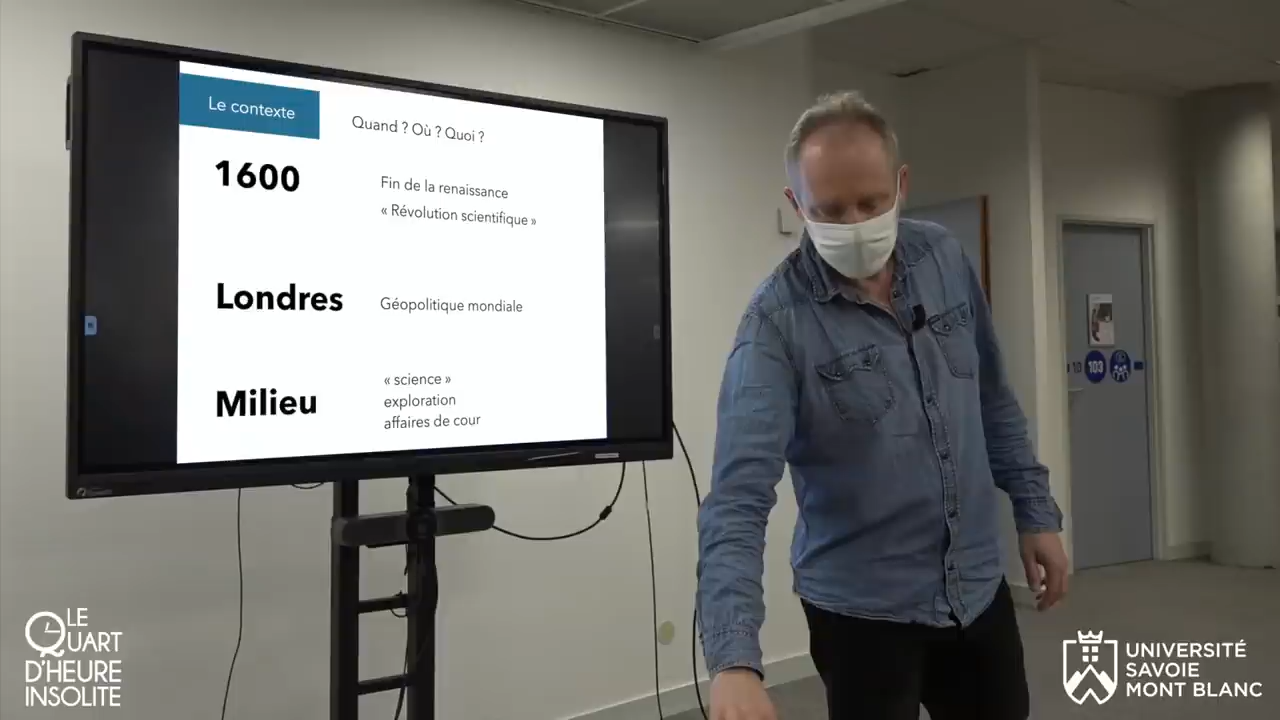 Le contexte
Quand ? Où ? Quoi ?
1600
Fin de la renaissance
« Révolution scientifique »
Londres
Géopolitique mondiale
Milieu
« science »
exploration
affaires de cour
103
LE
QUART
D'HEURE
INSOLITE
UNIVERSITÉ
SAVOIE
MONT BLANC